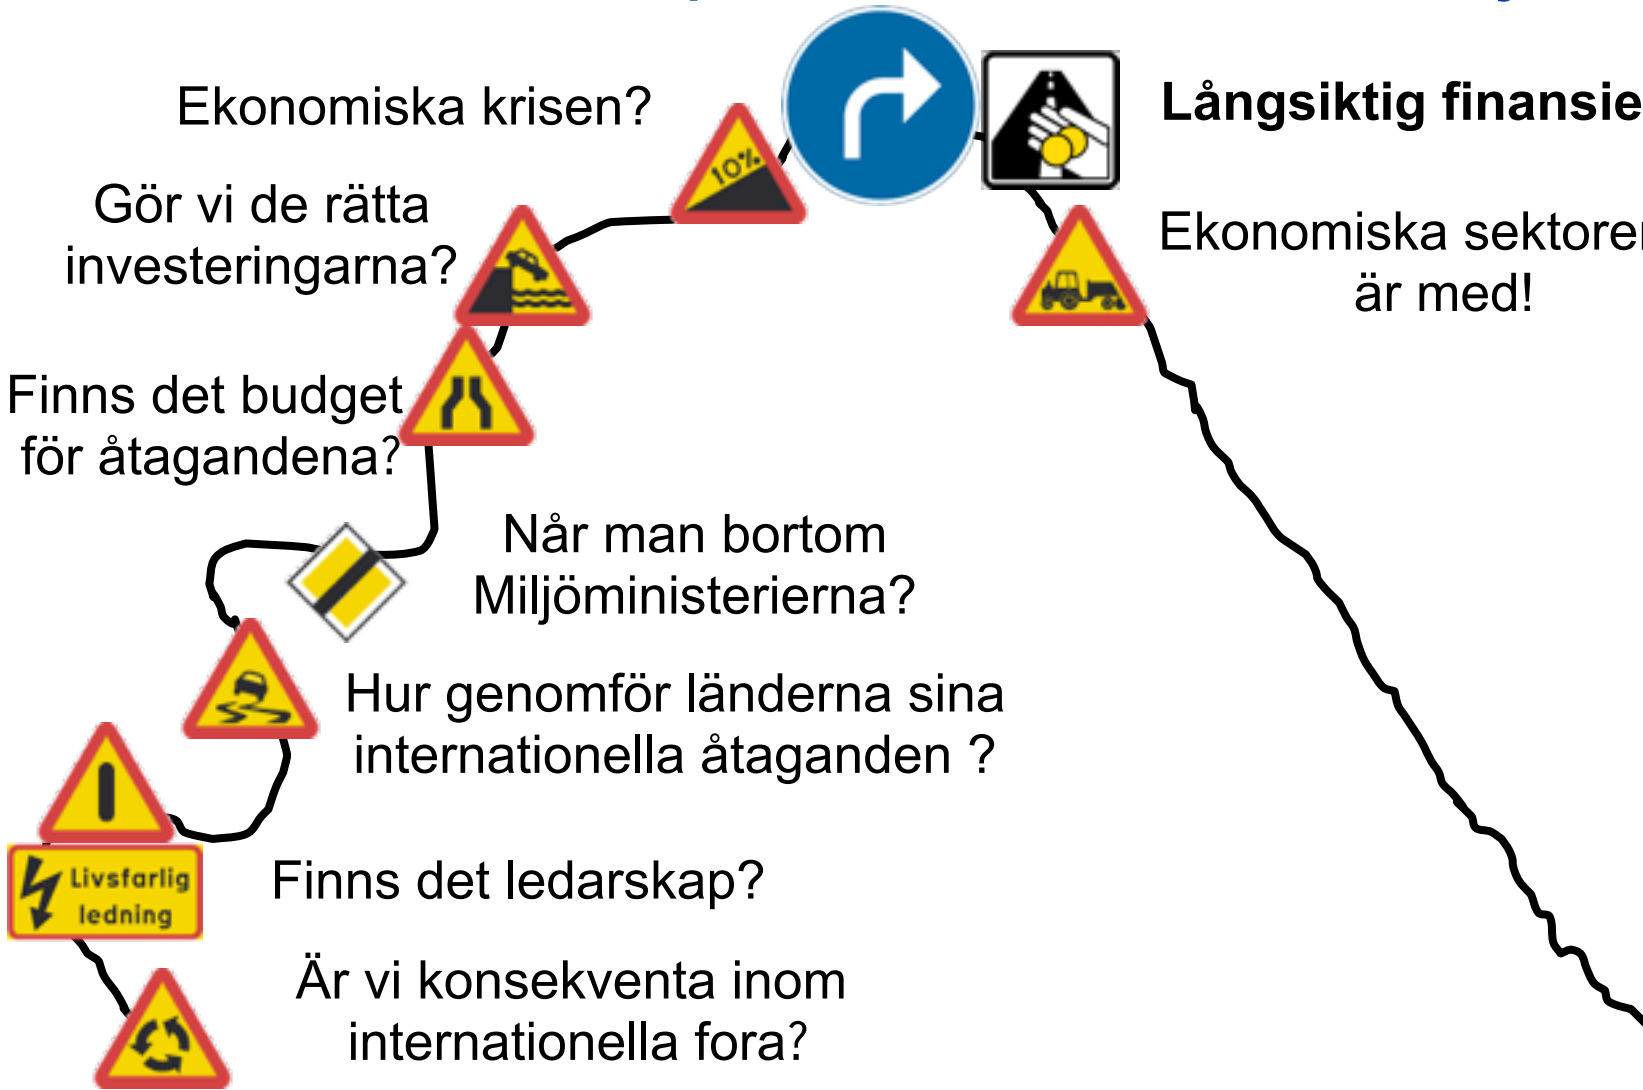 Ekonomiska krisen?
10%
Långsiktig finansie
Gör vi de rätta
investeringarna?
Ekonomiska sektorer
är med!
Finns det budget
för åtagandena?
Når man bortom
Miljöministerierna?
Hur genomför länderna sina
internationella åtaganden ?
Livsfarlig
ledning
Finns det ledarskap?
Är vi konsekventa inom
internationella fora?